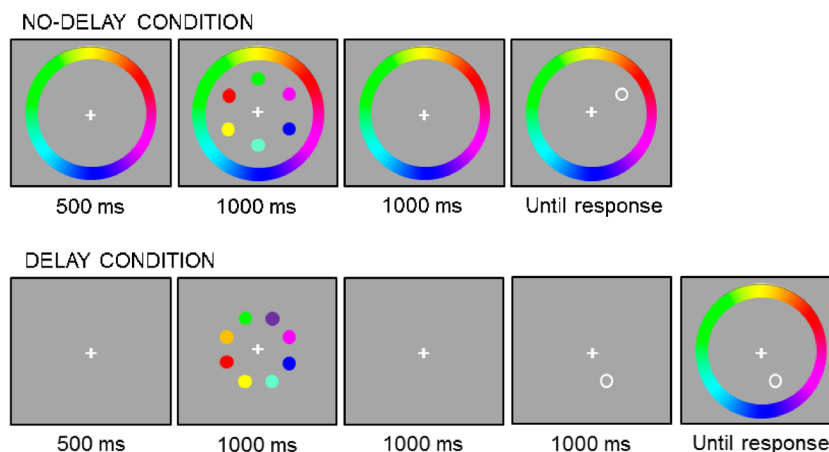 NO-DELAY CONDITION
500 ms 1000 ms 1000 ms Until response
DELAY CONDITION
500 ms 1000 ms 1000 ms 1000 ms Until response